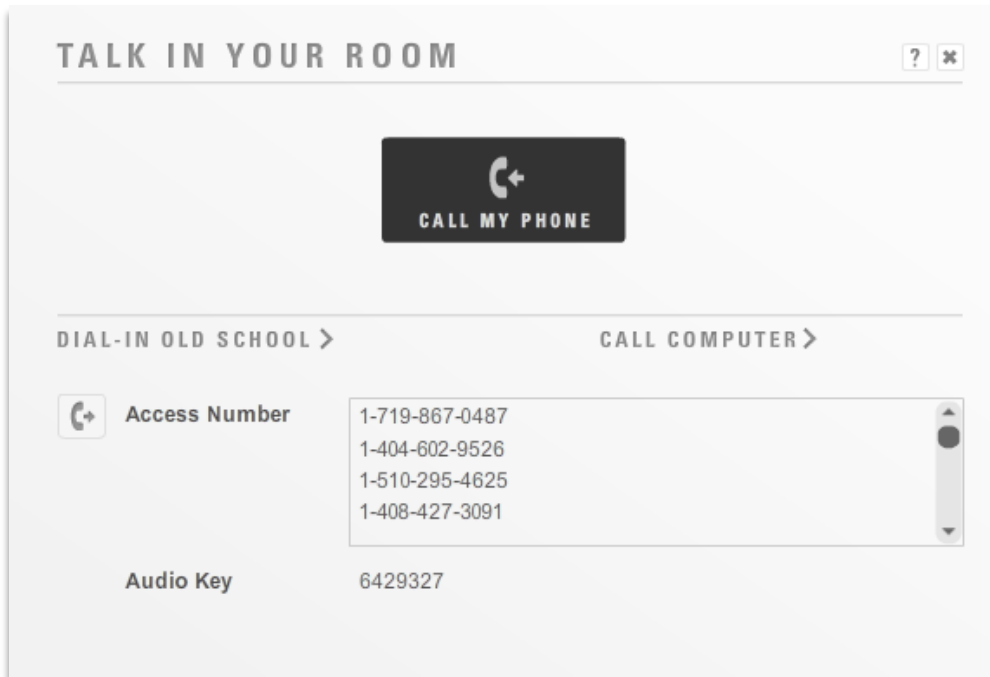 TALK IN YOUR ROOM ?
CALL MY PHONE
DIAL-IN OLD SCHOOL CALL COMPUTER
Access Number 1-719-867-0487
1-404-602-9526
1-510-295-4625
1-408-427-3091
Audio Key 6429327